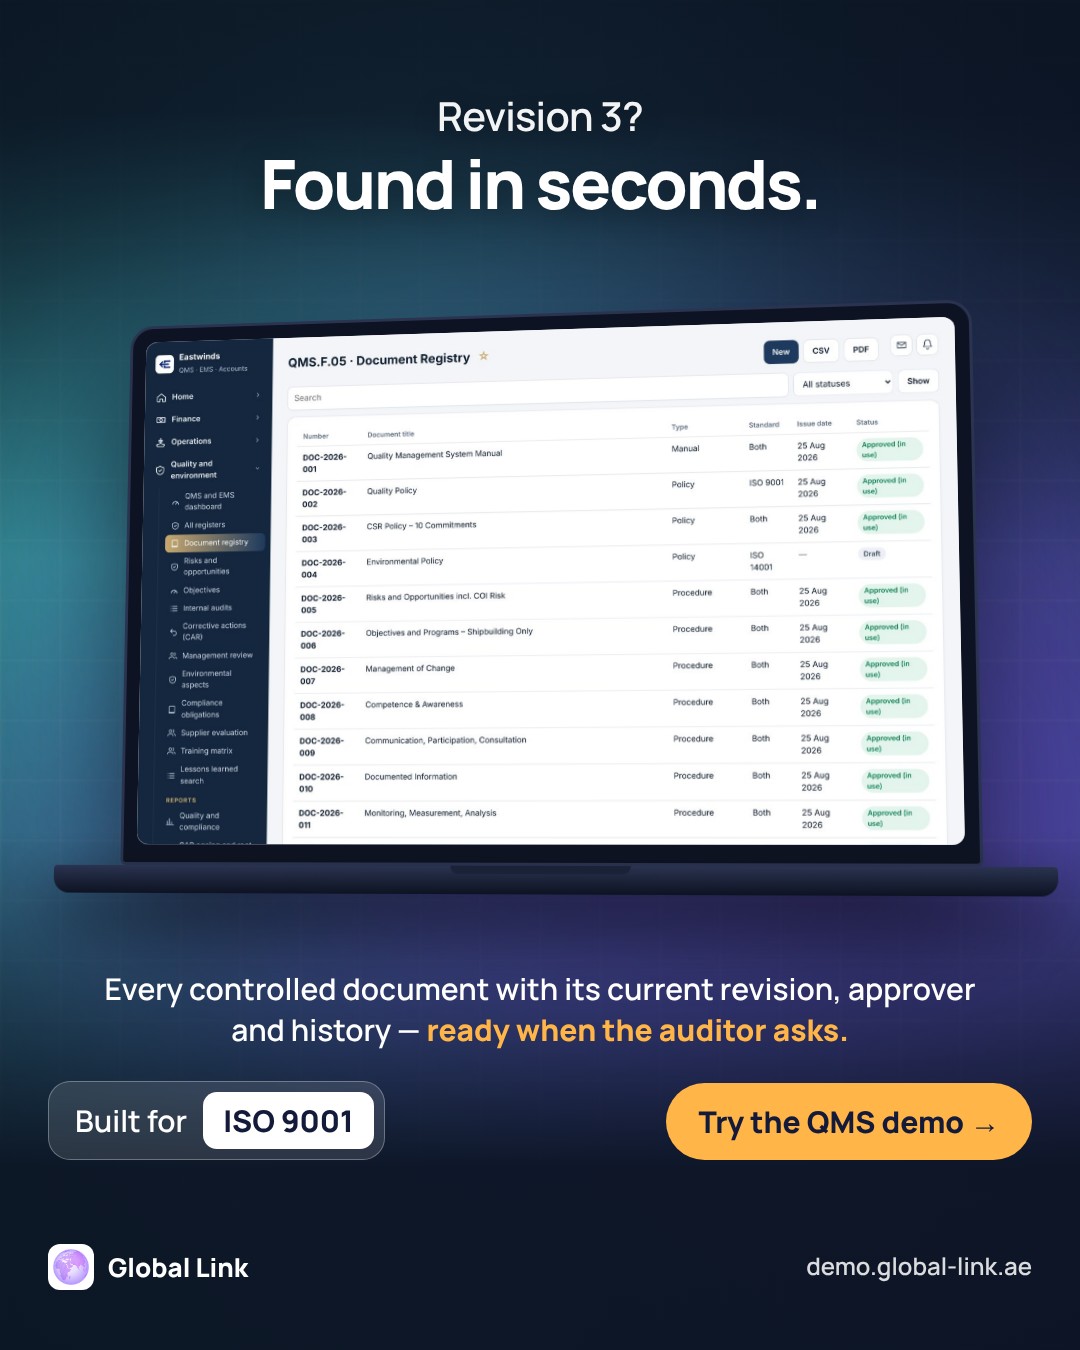 Revision 3?
Found in seconds.
Eastwinds
QMS · EMS · Accounts
Home
Finance
Operations
Quality and
environment
QMS and EMS
dashboard
All registers
Document registry
Risks and
opportunities
Objectives
Internal audits
Corrective actions
(CAR)
Management review
Environmental
aspects
Compliance
obligations
Supplier evaluation
Training matrix
Lessons learned
search
REPORTS
Quality and
compliance
QMS.F.05 · Document Registry
New CSV PDF
Search All statuses Show
Number Document title Type Standard Issue date Status
DOC-2026-001 Quality Management System Manual Manual Both 25 Aug 2026 Approved (in use)
DOC-2026-002 Quality Policy Policy ISO 9001 25 Aug 2026 Approved (in use)
DOC-2026-003 CSR Policy – 10 Commitments Policy Both 25 Aug 2026 Approved (in use)
DOC-2026-004 Environmental Policy Policy ISO 14001 — Draft
DOC-2026-005 Risks and Opportunities incl. COI Risk Procedure Both 25 Aug 2026 Approved (in use)
DOC-2026-006 Objectives and Programs – Shipbuilding Only Procedure Both 25 Aug 2026 Approved (in use)
DOC-2026-007 Management of Change Procedure Both 25 Aug 2026 Approved (in use)
DOC-2026-008 Competence & Awareness Procedure Both 25 Aug 2026 Approved (in use)
DOC-2026-009 Communication, Participation, Consultation Procedure Both 25 Aug 2026 Approved (in use)
DOC-2026-010 Documented Information Procedure Both 25 Aug 2026 Approved (in use)
DOC-2026-011 Monitoring, Measurement, Analysis Procedure Both 25 Aug 2026 Approved (in use)
Every controlled document with its current revision, approver
and history — ready when the auditor asks.
Built for ISO 9001
Try the QMS demo →
Global Link
demo.global-link.ae